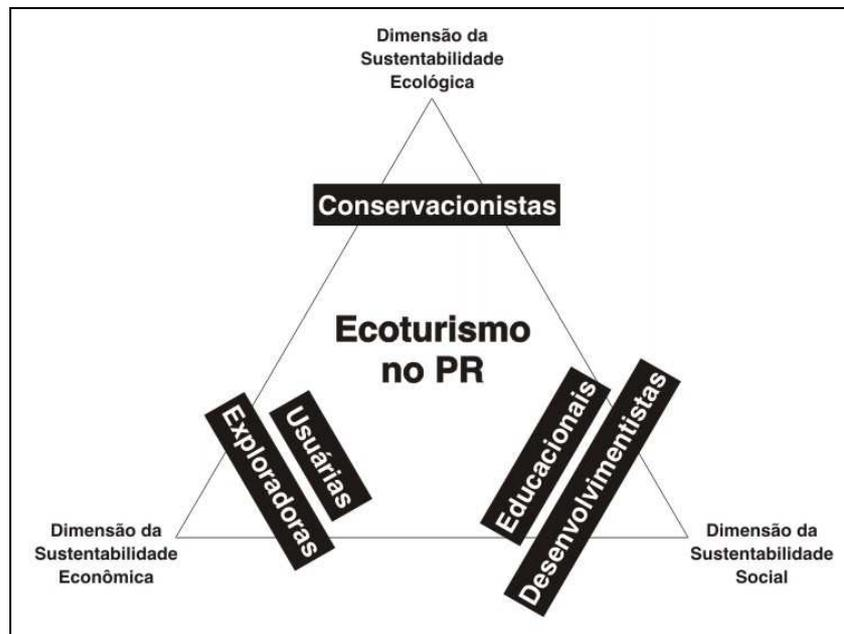 Dimensão da
Sustentabilidade
Ecológica
Conservacionistas
Ecoturismo
no PR
Exploradoras
Usuárias
Educacionais
Desenvolvimentistas
Dimensão da
Sustentabilidade
Econômica
Dimensão da
Sustentabilidade
Social